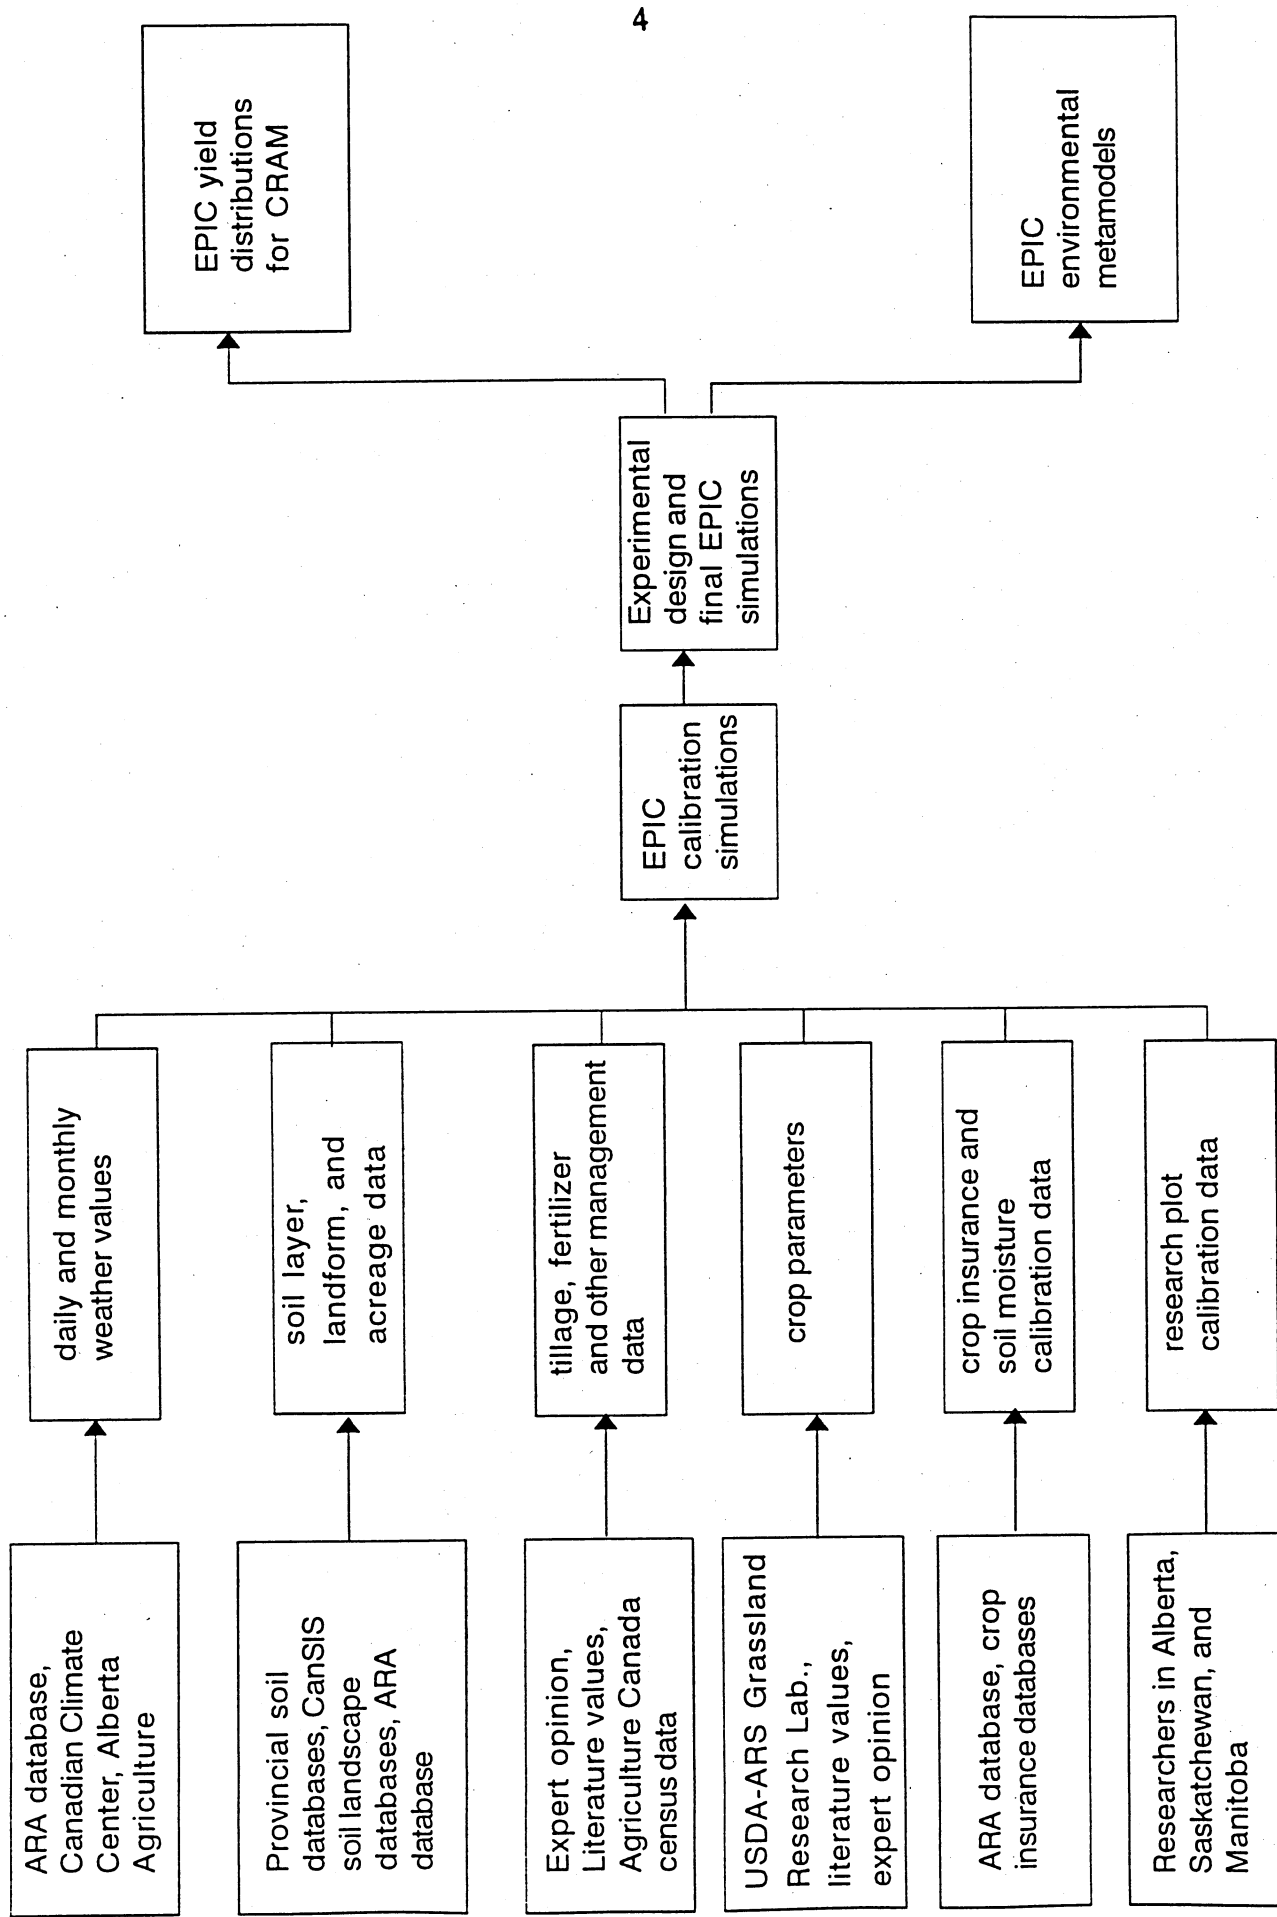 4
ARA database,
Canadian Climate
Center, Alberta
Agriculture
daily and monthly
weather values
Provincial soil
databases, CanSIS
soil landscape
databases, ARA
database
soil layer,
landform, and
acreage data
Expert opinion,
Literature values,
Agriculture Canada
census data
tillage, fertilizer
and other management
data
USDA-ARS Grassland
Research Lab.,
literature values,
expert opinion
crop parameters
ARA database, crop
insurance databases
crop insurance and
soil moisture
calibration data
Researchers in Alberta,
Saskatchewan, and
Manitoba
research plot
calibration data
EPIC
calibration
simulations
Experimental
design and
final EPIC
simulations
EPIC yield
distributions
for CRAM
EPIC
environmental
metamodels